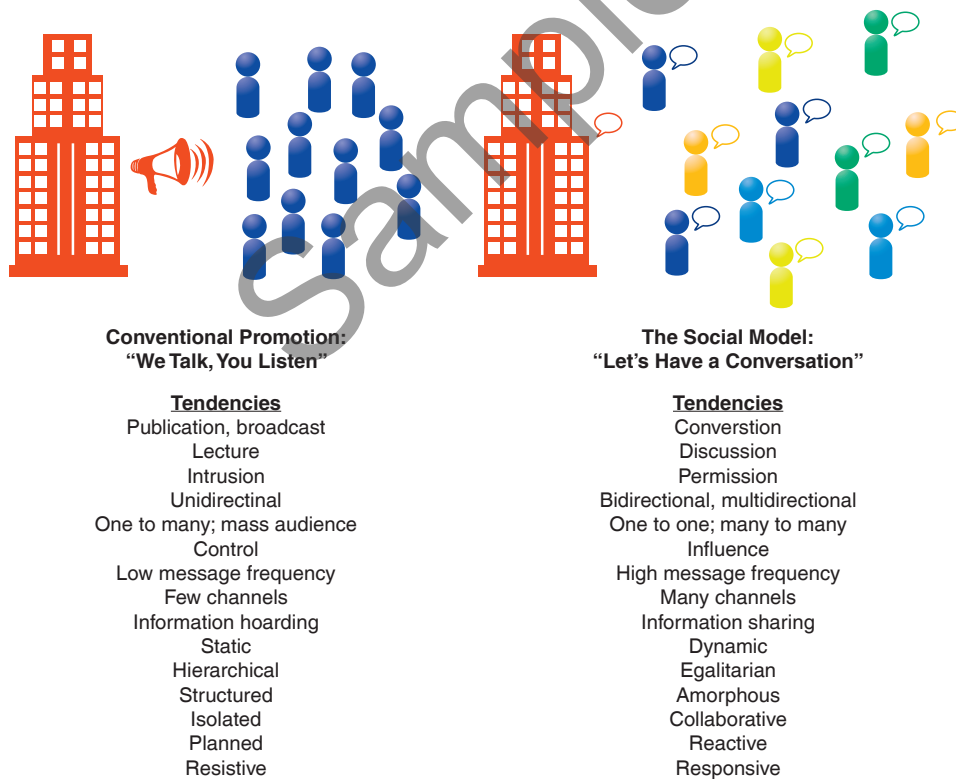 Sample
Conventional Promotion:
“We Talk, You Listen”
Tendencies
Publication, broadcast
Lecture
Intrusion
Unidirectinal
One to many; mass audience
Control
Low message frequency
Few channels
Information hoarding
Static
Hierarchical
Structured
Isolated
Planned
Resistive
The Social Model:
“Let’s Have a Conversation”
Tendencies
Converstion
Discussion
Permission
Bidirectional, multidirectional
One to one; many to many
Influence
High message frequency
Many channels
Information sharing
Dynamic
Egalitarian
Amorphous
Collaborative
Reactive
Responsive